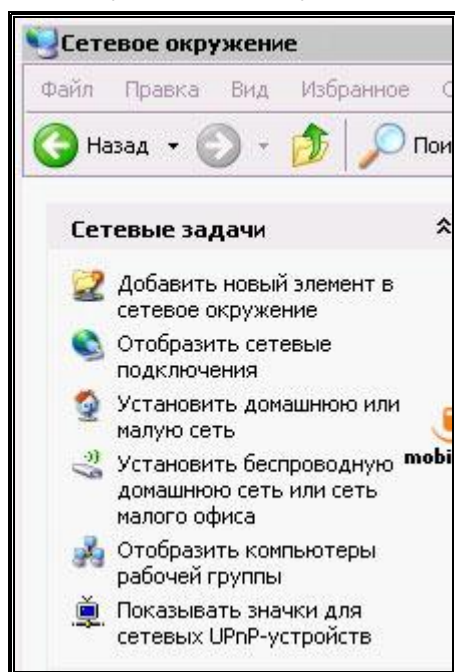 Сетевое окружение
Файл Правка Вид Избранное
Назад Пои
Сетевые задачи
Добавить новый элемент в
сетевое окружение
Отобразить сетевые
подключения
Установить домашнюю или
малую сеть
Установить беспроводную mobi
домашнюю сеть или сеть
малого офиса
Отобразить компьютеры
рабочей группы
Показывать значки для
сетевых UPnP-устройств